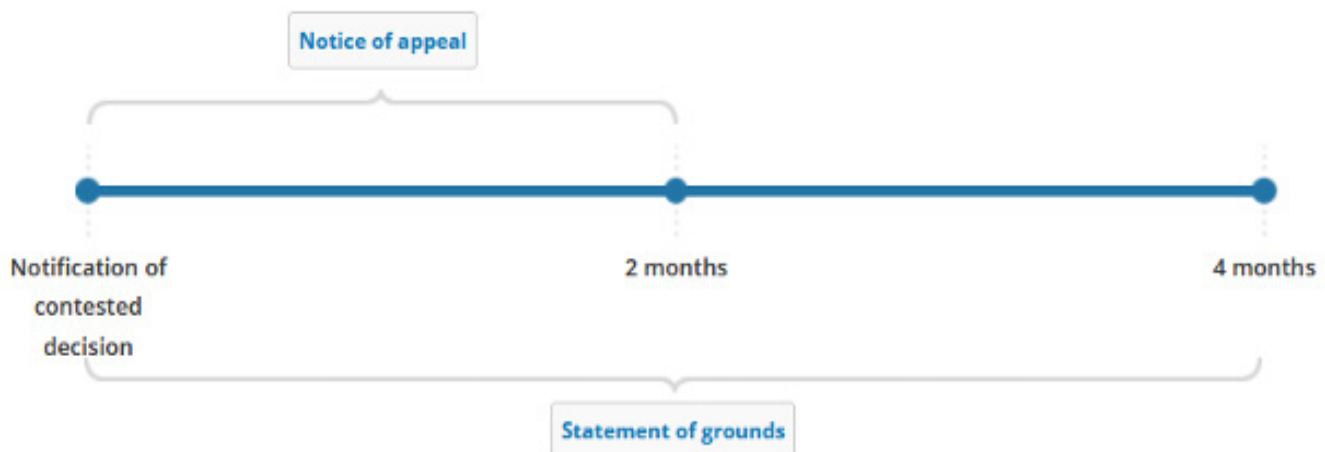 Notice of appeal
Notification of
contested
decision
2 months
4 months
Statement of grounds